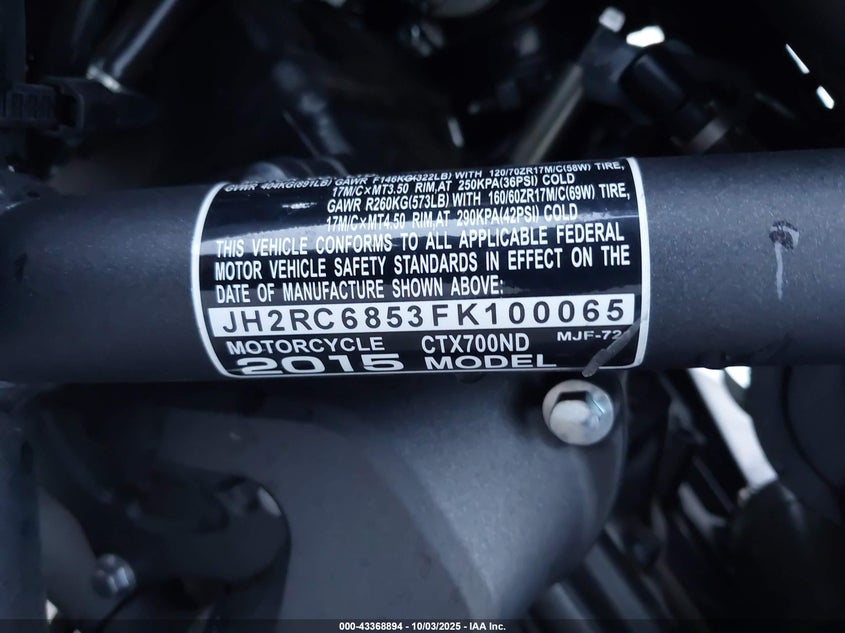 GVWR 404KG(891LB) GAWR F146KG(322LB) WITH 120/70ZR17M/C(58W) TIRE,
17M/C×MT3.50 RIM,AT 250KPA(36PSI) COLD
GAWR R260KG(573LB) WITH 160/60ZR17M/C(69W) TIRE,
17M/C×MT4.50 RIM,AT 290KPA(42PSI) COLD
THIS VEHICLE CONFORMS TO ALL APPLICABLE FEDERAL
MOTOR VEHICLE SAFETY STANDARDS IN EFFECT ON THE
DATE OF MANUFACTURE SHOWN ABOVE:
JH2RC6853FK100065
MOTORCYCLE CTX700ND MJF-72
2015 MODEL
000-43368894 - 10/03/2025 - IAA Inc.